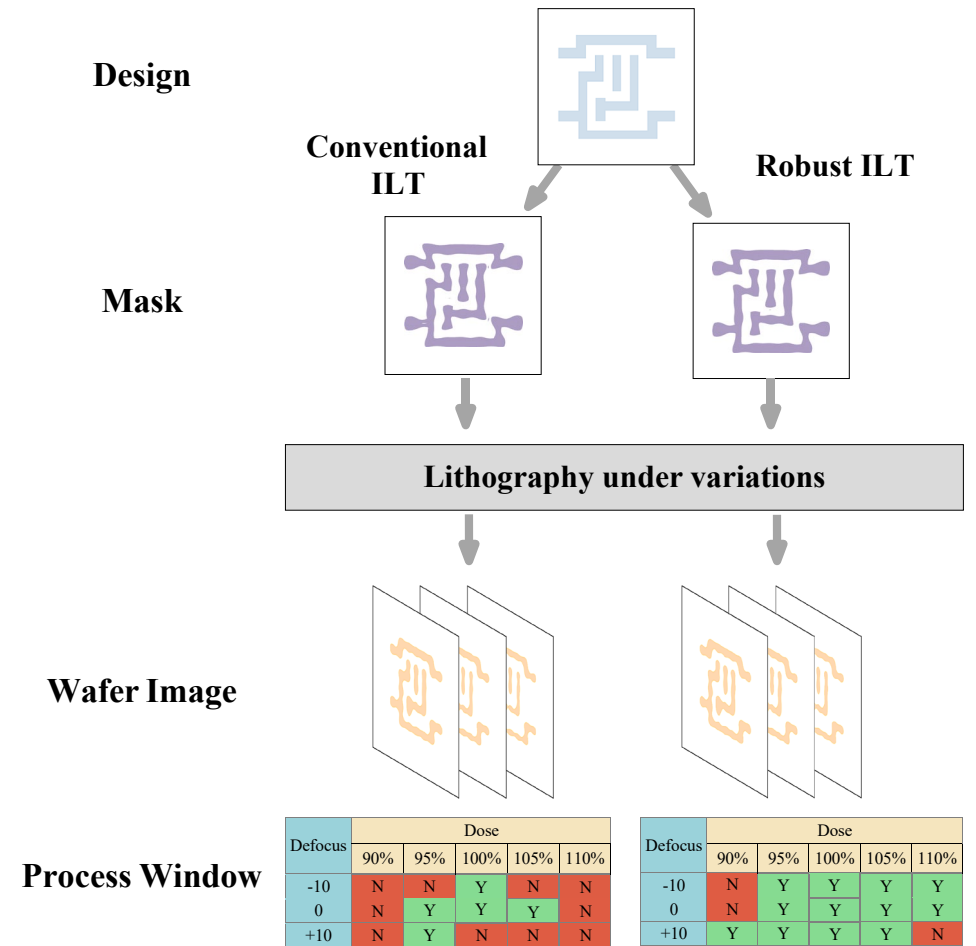 Design
Conventional
ILT
Robust ILT
Mask
Lithography under variations
Wafer Image
Process Window
Defocus Dose
90% 95% 100% 105% 110%
-10 N N Y N N
0 N Y Y Y N
+10 N Y N N N
Defocus Dose
90% 95% 100% 105% 110%
-10 N Y Y Y Y
0 N Y Y Y Y
+10 Y Y Y Y N